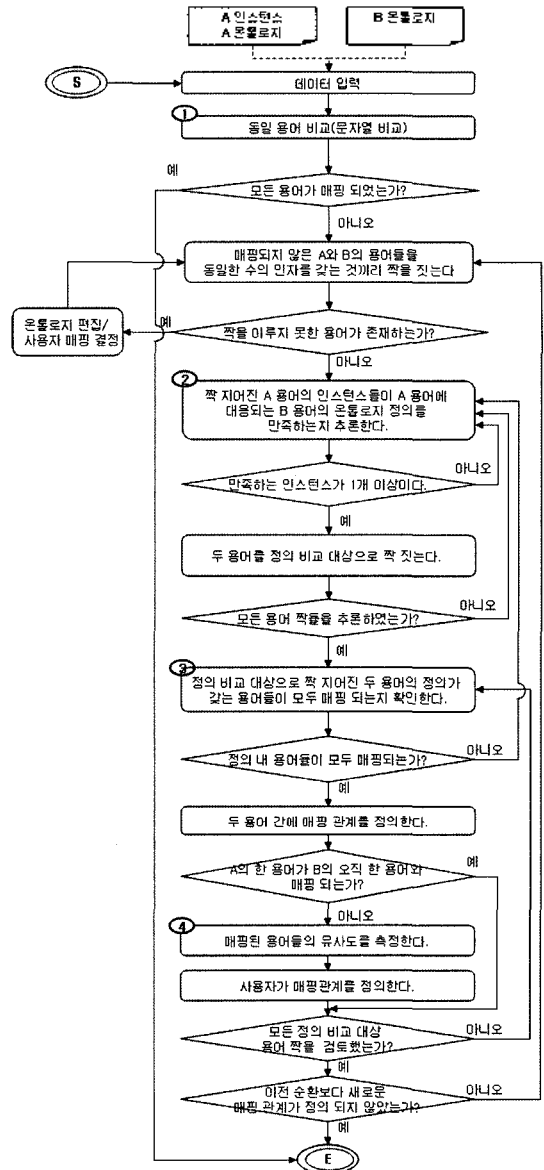 A 인스턴스
A 온톨로지
B 온톨로지
S
데이터 입력
1
동일 용어 비교(문자열 비교)
예
모든 용어가 매핑 되었는가?
아니오
매핑되지 않은 A와 B의 용어들을
동일한 수의 인자를 갖는 것끼리 짝을 짓는다
온톨로지 편집/
사용자 매핑 결정
예
짝을 이루지 못한 용어가 존재하는가?
아니오
2
짝 지어진 A 용어의 인스턴스들이 A 용어에
대응되는 B 용어의 온톨로지 정의를
만족하는지 추론한다.
아니오
만족하는 인스턴스가 1개 이상이다.
예
두 용어를 정의 비교 대상으로 짝 짓는다.
모든 용어 짝들을 추론하였는가?
아니오
예
3
정의 비교 대상으로 짝 지어진 두 용어의 정의가
갖는 용어들이 모두 매핑 되는지 확인한다.
정의 내 용어들이 모두 매핑되는가?
아니오
예
두 용어 간에 매핑 관계를 정의한다.
A의 한 용어가 B의 오직 한 용어와
매핑 되는가?
예
아니오
4
매핑된 용어들의 유사도를 측정한다.
사용자가 매핑관계를 정의한다.
모든 정의 비교 대상
용어 짝을 검토했는가?
아니오
예
이전 순환보다 새로운
매핑 관계가 정의 되지 않았는가?
아니오
예
E